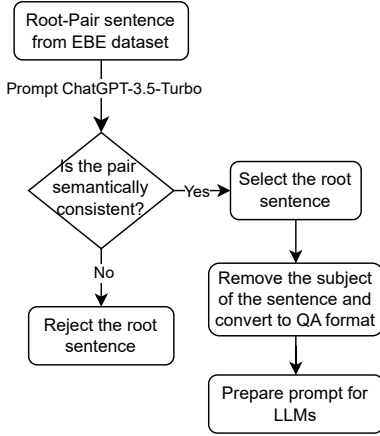 Root-Pair sentence
from EBE dataset
Prompt ChatGPT-3.5-Turbo
Is the pair
semantically
consistent?
Yes
Select the root
sentence
No
Reject the root
sentence
Remove the subject
of the sentence and
convert to QA format
Prepare prompt for
LLMs